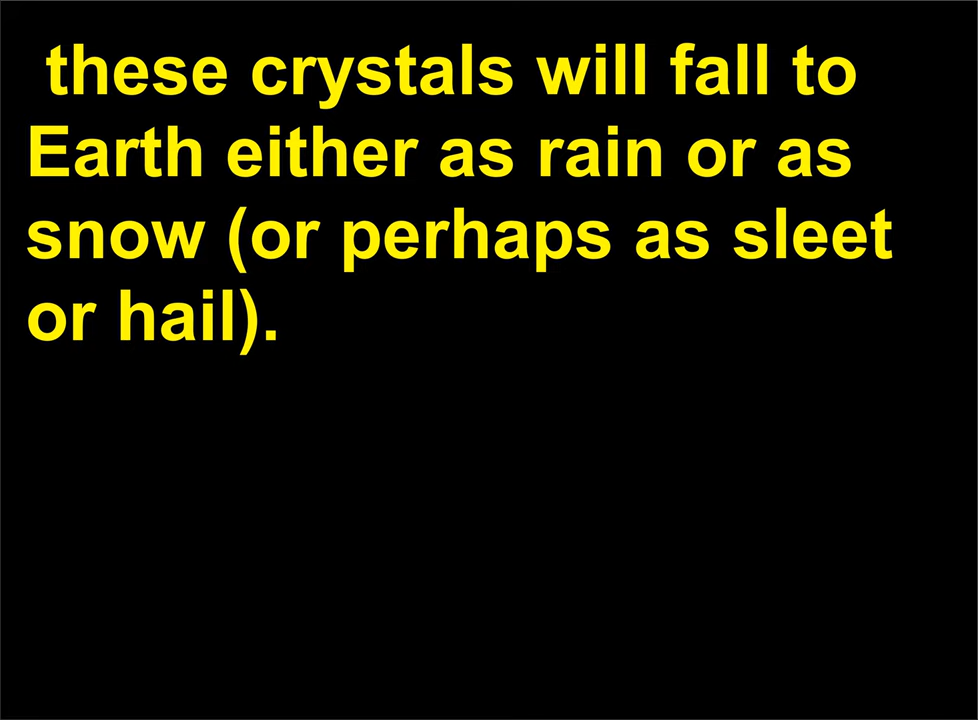 these crystals will fall to
Earth either as rain or as
snow (or perhaps as sleet
or hail).